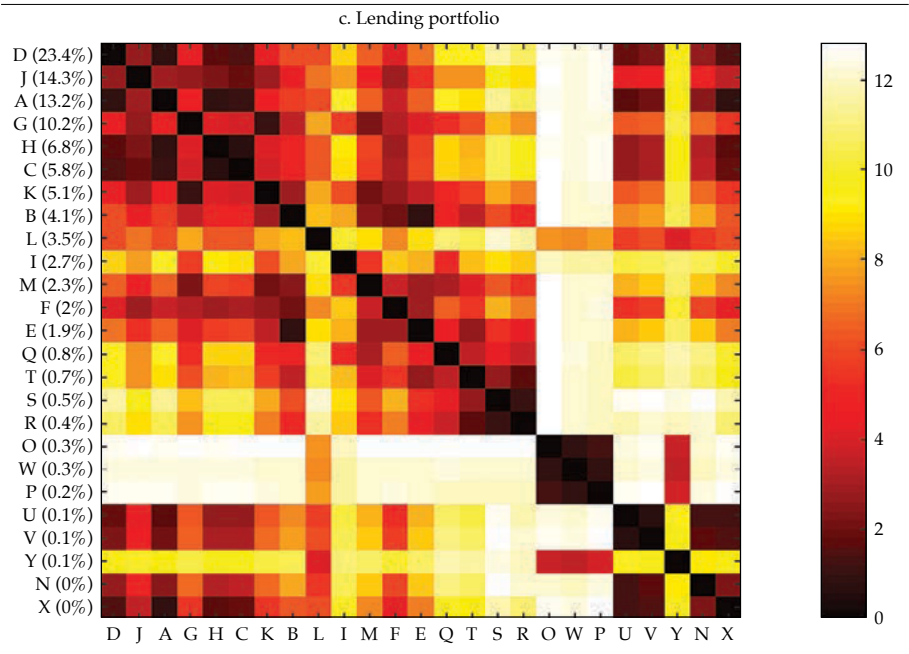 c. Lending portfolio
D (23.4%)
J (14.3%)
A (13.2%)
G (10.2%)
H (6.8%)
C (5.8%)
K (5.1%)
B (4.1%)
L (3.5%)
I (2.7%)
M (2.3%)
F (2%)
E (1.9%)
Q (0.8%)
T (0.7%)
S (0.5%)
R (0.4%)
O (0.3%)
W (0.3%)
P (0.2%)
U (0.1%)
V (0.1%)
Y (0.1%)
N (0%)
X (0%)
D J A G H C K B L I M F E Q T S R O W P U V Y N X
12
10
8
6
4
2
0